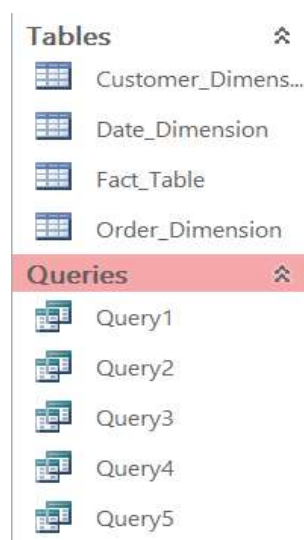 Tables
Customer_Dimens...
Date_Dimension
Fact_Table
Order_Dimension
Queries
Query1
Query2
Query3
Query4
Query5